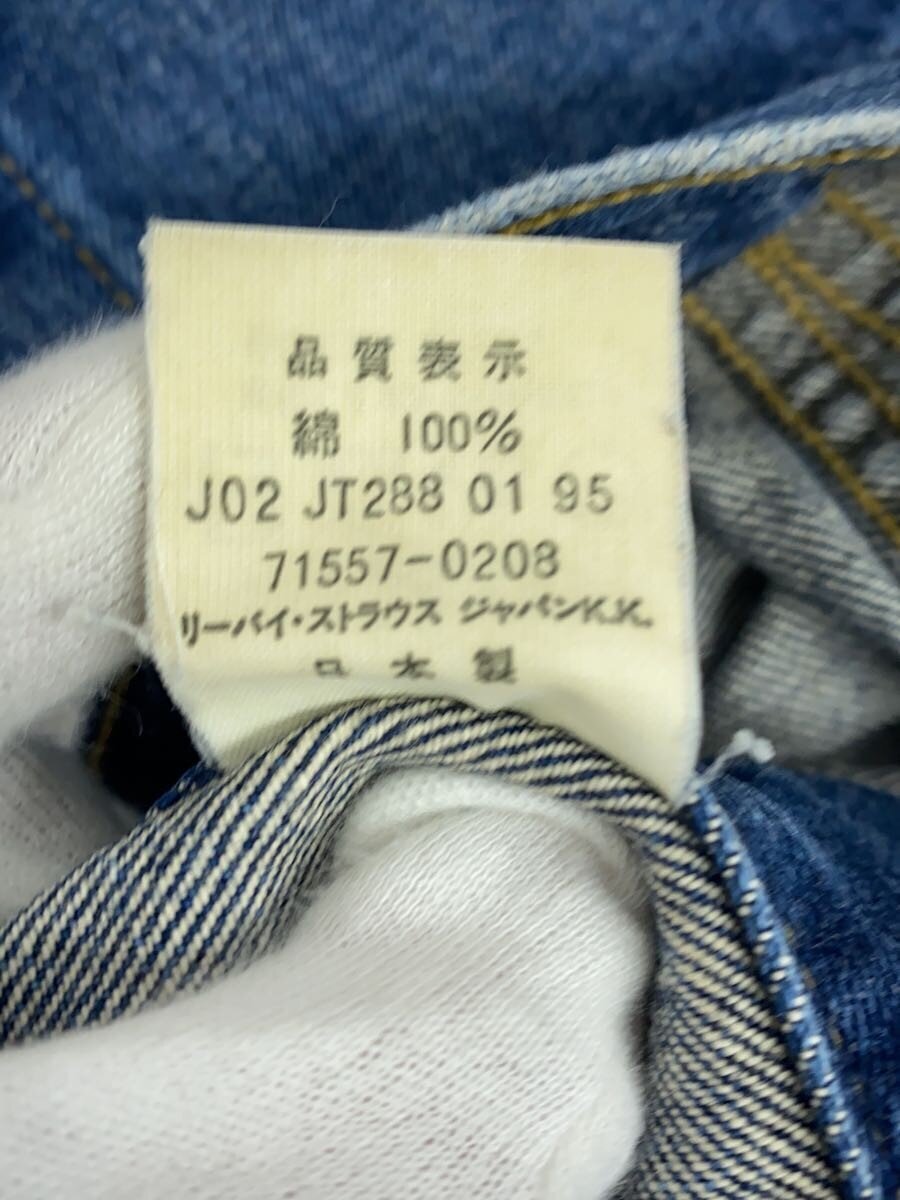 品質表示
綿 100%
J02 JT288 01 95
71557-0208
リーバイ・ストラウス ジャパンK.K.
日本製